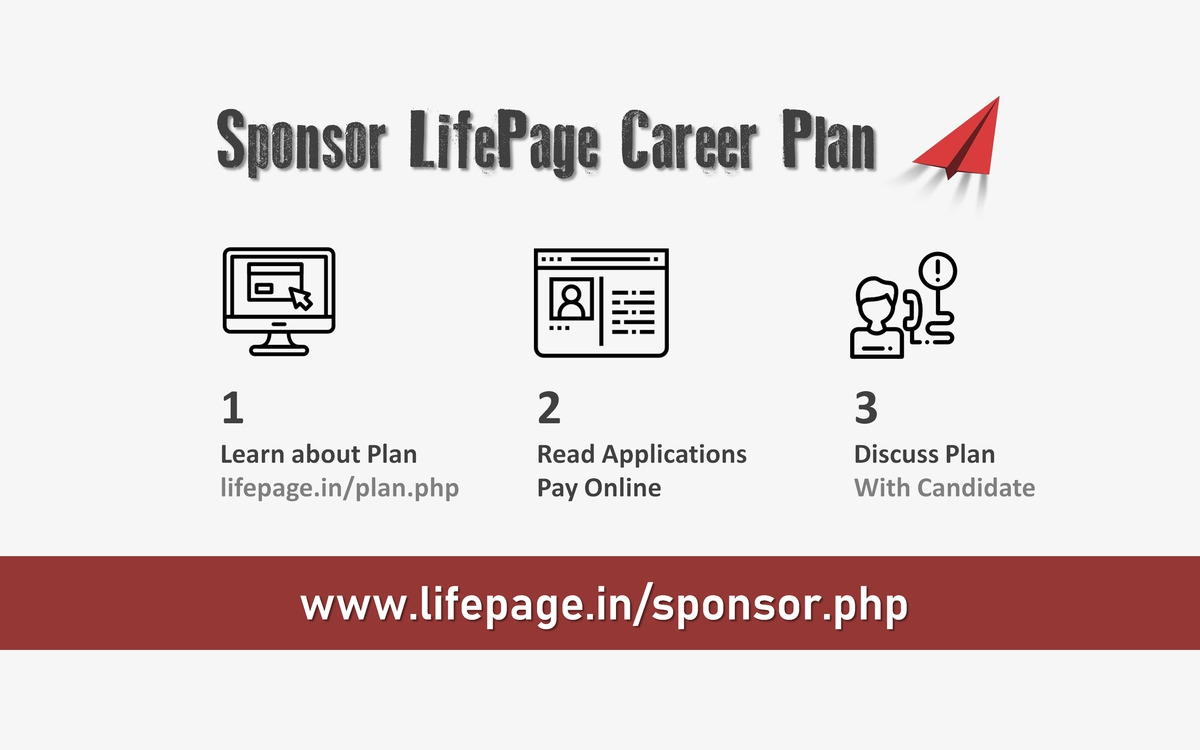 Sponsor LifePage Career Plan
1
Learn about Plan
lifepage.in/plan.php
2
Read Applications
Pay Online
3
Discuss Plan
With Candidate
www.lifepage.in/sponsor.php